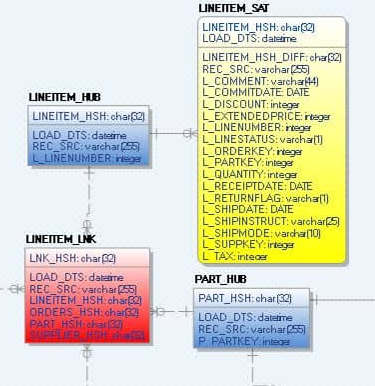 LINEITEM_SAT
LINEITEM_HSH: char(32)
LOAD_DTS: datetime
LINEITEM_HSH_DIFF: char(32)
REC_SRC: varchar(255)
L_COMMENT: varchar(44)
L_COMMITDATE: DATE
L_DISCOUNT: integer
L_EXTENDEDPRICE: integer
L_LINENUMBER: integer
L_LINESTATUS: varchar(1)
L_ORDERKEY: integer
L_PARTKEY: integer
L_QUANTITY: integer
L_RECEIPTDATE: DATE
L_RETURNFLAG: varchar(1)
L_SHIPDATE: DATE
L_SHIPINSTRUCT: varchar(25)
L_SHIPMODE: varchar(10)
L_SUPPKEY: integer
L_TAX: integer
LINEITEM_HUB
LINEITEM_HSH: char(32)
LOAD_DTS: datetime
REC_SRC: varchar(255)
L_LINENUMBER: integer
LINEITEM_LNK
LNK_HSH: char(32)
LOAD_DTS: datetime
REC_SRC: varchar(255)
LINEITEM_HSH: char(32)
ORDERS_HSH: char(32)
PART_HSH: char(32)
SUPPLIER_HSH: char(32)
PART_HUB
PART_HSH: char(32)
LOAD_DTS: datetime
REC_SRC: varchar(255)
P_PARTKEY: integer